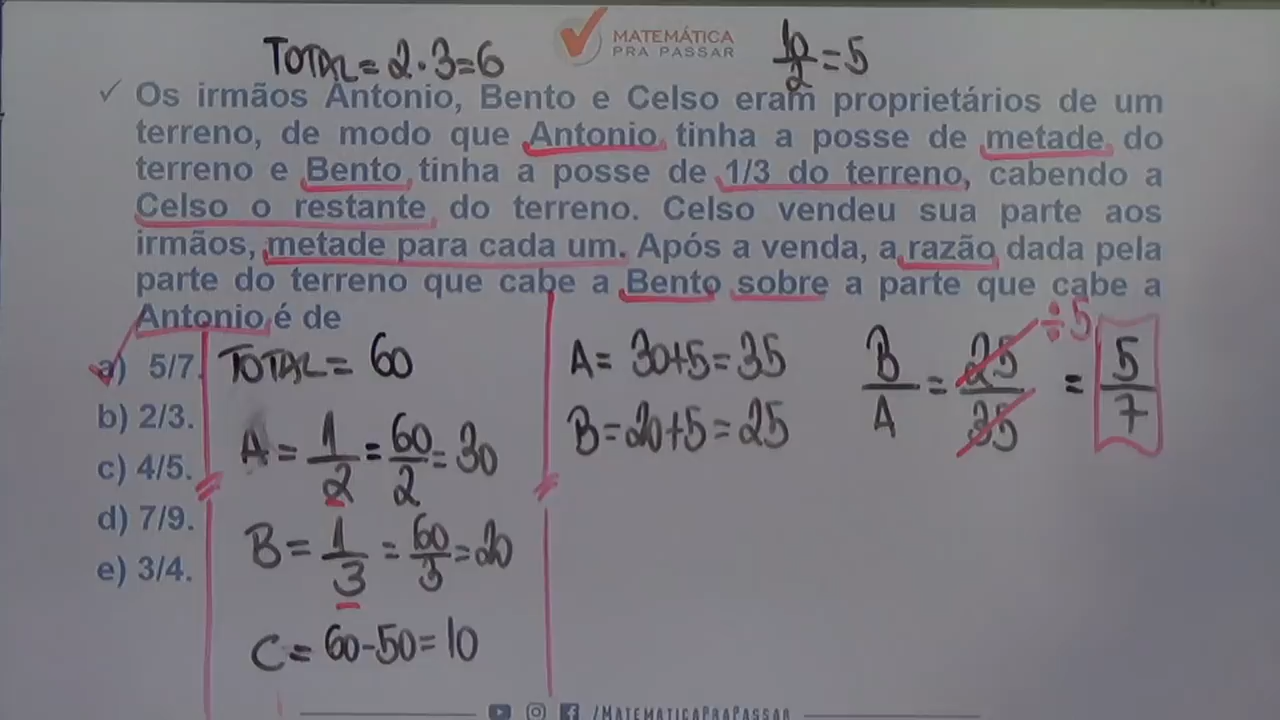 TOTAL = 2·3=6
MATEMÁTICA
PRA PASSAR
10/2 = 5
✓ Os irmãos Antonio, Bento e Celso eram proprietários de um
terreno, de modo que Antonio tinha a posse de metade do
terreno e Bento tinha a posse de 1/3 do terreno, cabendo a
Celso o restante do terreno. Celso vendeu sua parte aos
irmãos, metade para cada um. Após a venda, a razão dada pela
parte do terreno que cabe a Bento sobre a parte que cabe a
Antonio é de
a) 5/7.
b) 2/3.
c) 4/5.
d) 7/9.
e) 3/4.
TOTAL = 60
A = 1/2 = 60/2 = 30
B = 1/3 = 60/3 = 20
C = 60-50 = 10
A = 30+5 = 35
B = 20+5 = 25
B/A = 25/35 = 5/7
÷5
/MATEMATICAPRAPASSAR